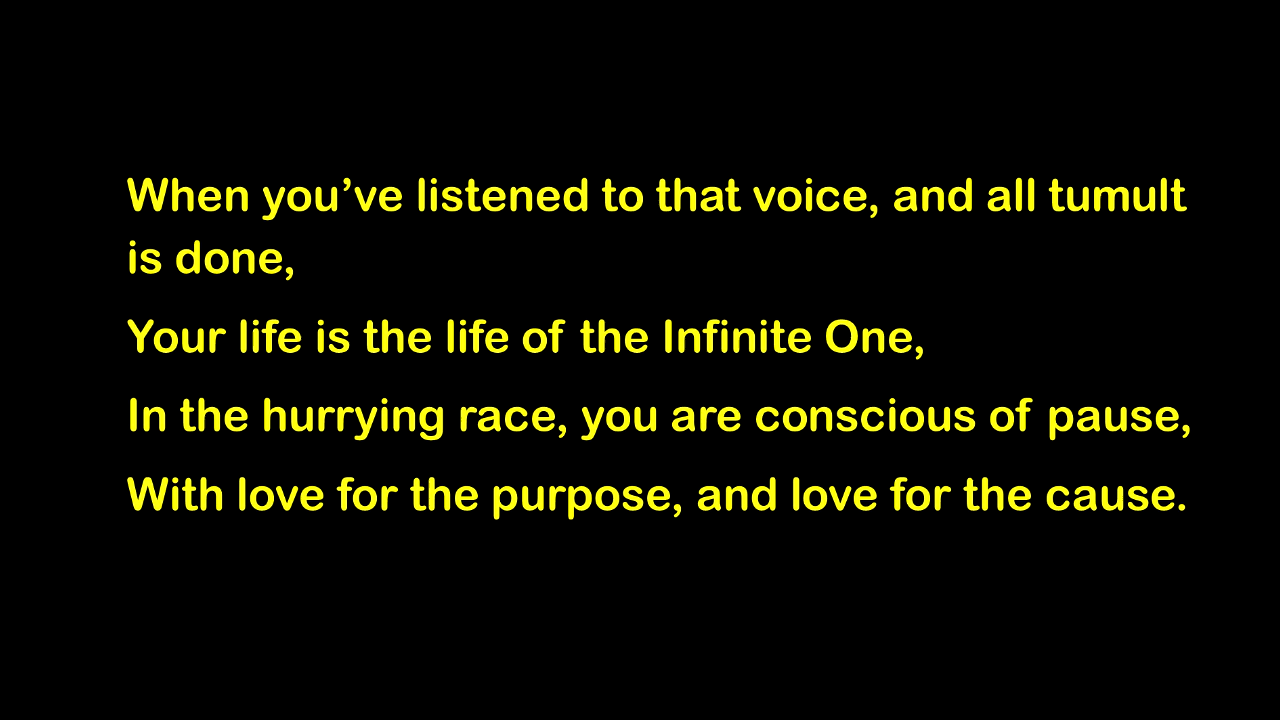 When you’ve listened to that voice, and all tumult
is done,
Your life is the life of the Infinite One,
In the hurrying race, you are conscious of pause,
With love for the purpose, and love for the cause.